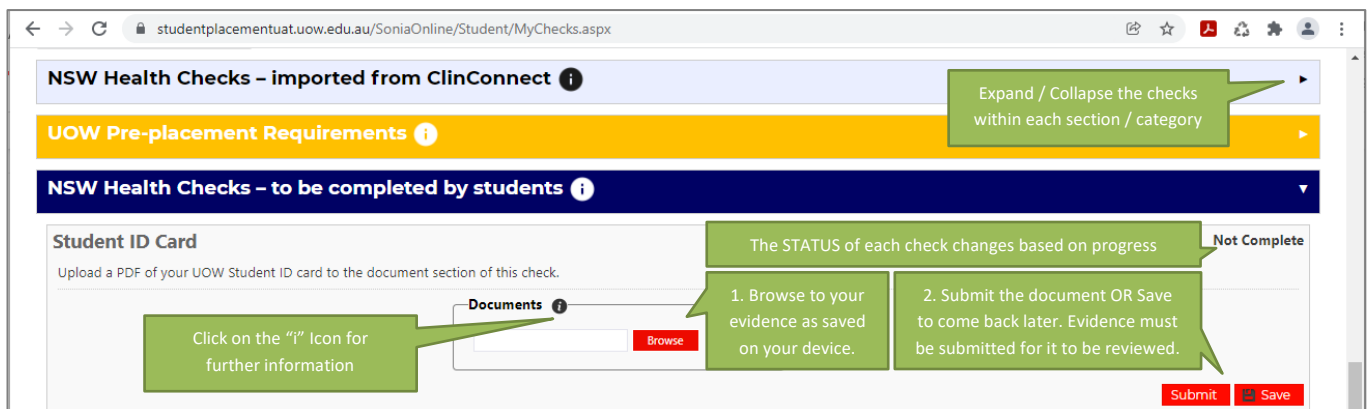 studentplacementuat.uow.edu.au/SoniaOnline/Student/MyChecks.aspx
NSW Health Checks – imported from ClinConnect i
Expand / Collapse the checks
within each section / category
UOW Pre-placement Requirements i
NSW Health Checks – to be completed by students i
Student ID Card
The STATUS of each check changes based on progress
Not Complete
Upload a PDF of your UOW Student ID card to the document section of this check.
Documents i
Click on the “i” Icon for
further information
Browse
1. Browse to your
evidence as saved
on your device.
2. Submit the document OR Save
to come back later. Evidence must
be submitted for it to be reviewed.
Submit
Save